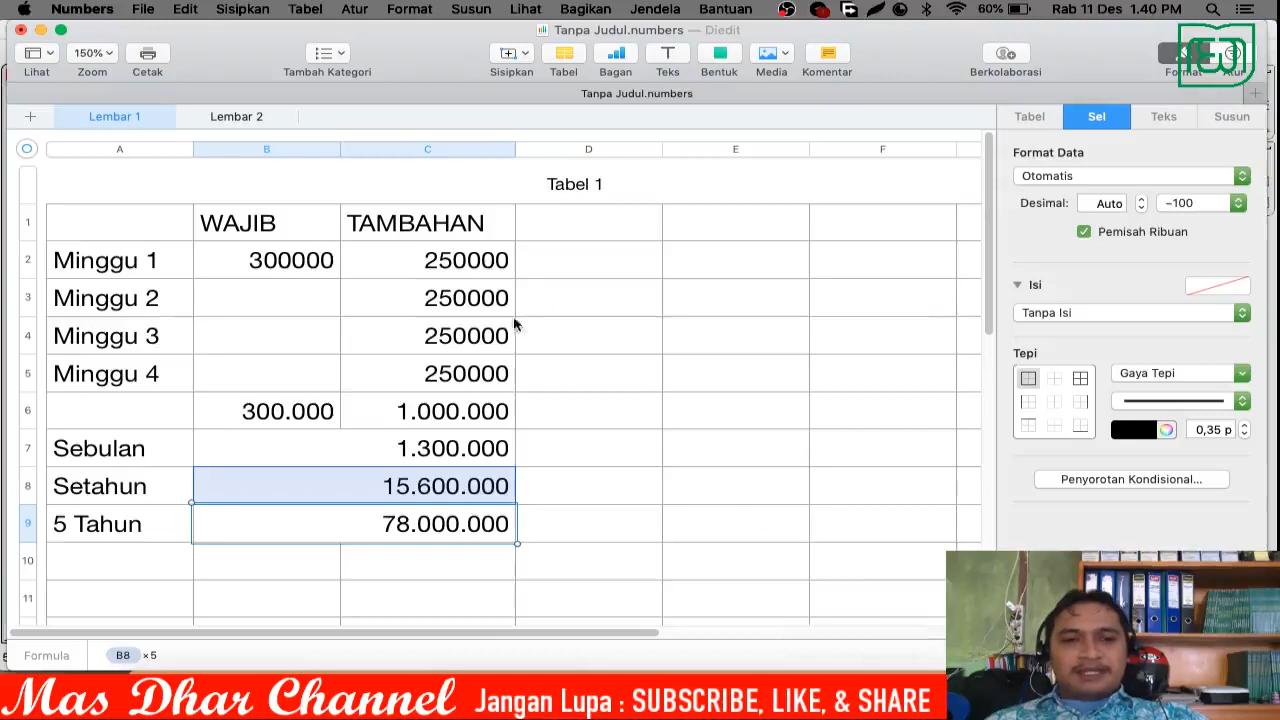 Numbers File Edit Sisipkan Tabel Atur Format Susun Lihat Bagikan Jendela Bantuan 60% Rab 11 Des 1.40 PM
Tanpa Judul.numbers — Diedit
150%
Lihat Zoom Cetak Tambah Kategori Sisipkan Tabel Bagan Teks Bentuk Media Komentar Berkolaborasi Format Atur
Tanpa Judul.numbers
Lembar 1 Lembar 2
Tabel Sel Teks Susun
A B C D E F
Tabel 1
1 WAJIB TAMBAHAN
2 Minggu 1 300000 250000
3 Minggu 2 250000
4 Minggu 3 250000
5 Minggu 4 250000
6 300.000 1.000.000
7 Sebulan 1.300.000
8 Setahun 15.600.000
9 5 Tahun 78.000.000
10
11
Format Data
Otomatis
Desimal: Auto −100
Pemisah Ribuan
Isi
Tanpa Isi
Tepi
Gaya Tepi
0,35 p
Penyorotan Kondisional...
Formula B8 ×5
Mas Dhar Channel Jangan Lupa : SUBSCRIBE, LIKE, & SHARE